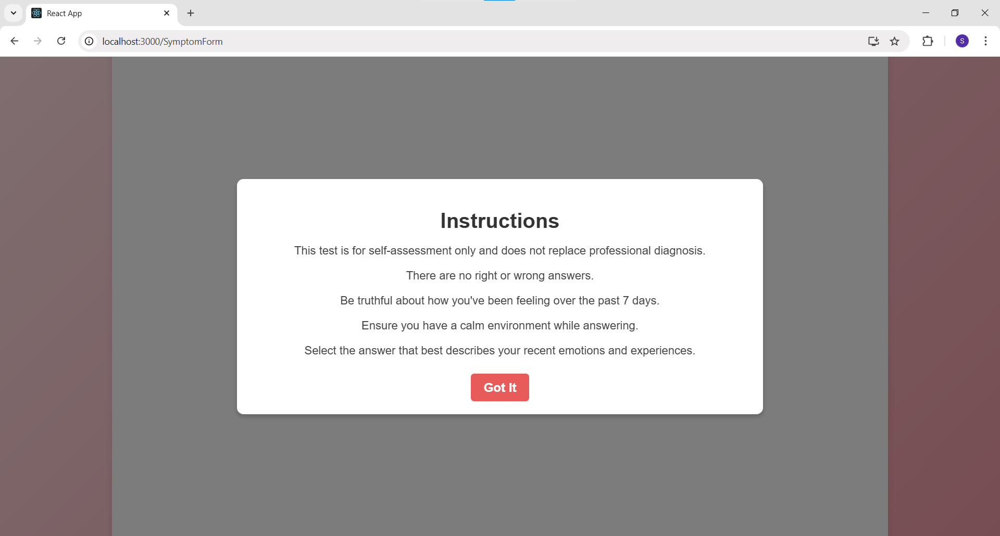 React App
localhost:3000/SymptomForm
S
Instructions
This test is for self-assessment only and does not replace professional diagnosis.
There are no right or wrong answers.
Be truthful about how you've been feeling over the past 7 days.
Ensure you have a calm environment while answering.
Select the answer that best describes your recent emotions and experiences.
Got It